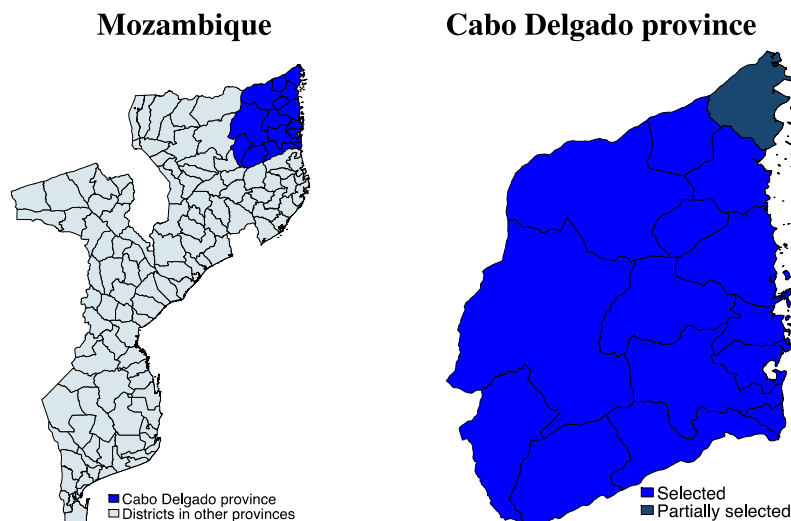 Mozambique
Cabo Delgado province
Cabo Delgado province
Districts in other provinces
Selected
Partially selected